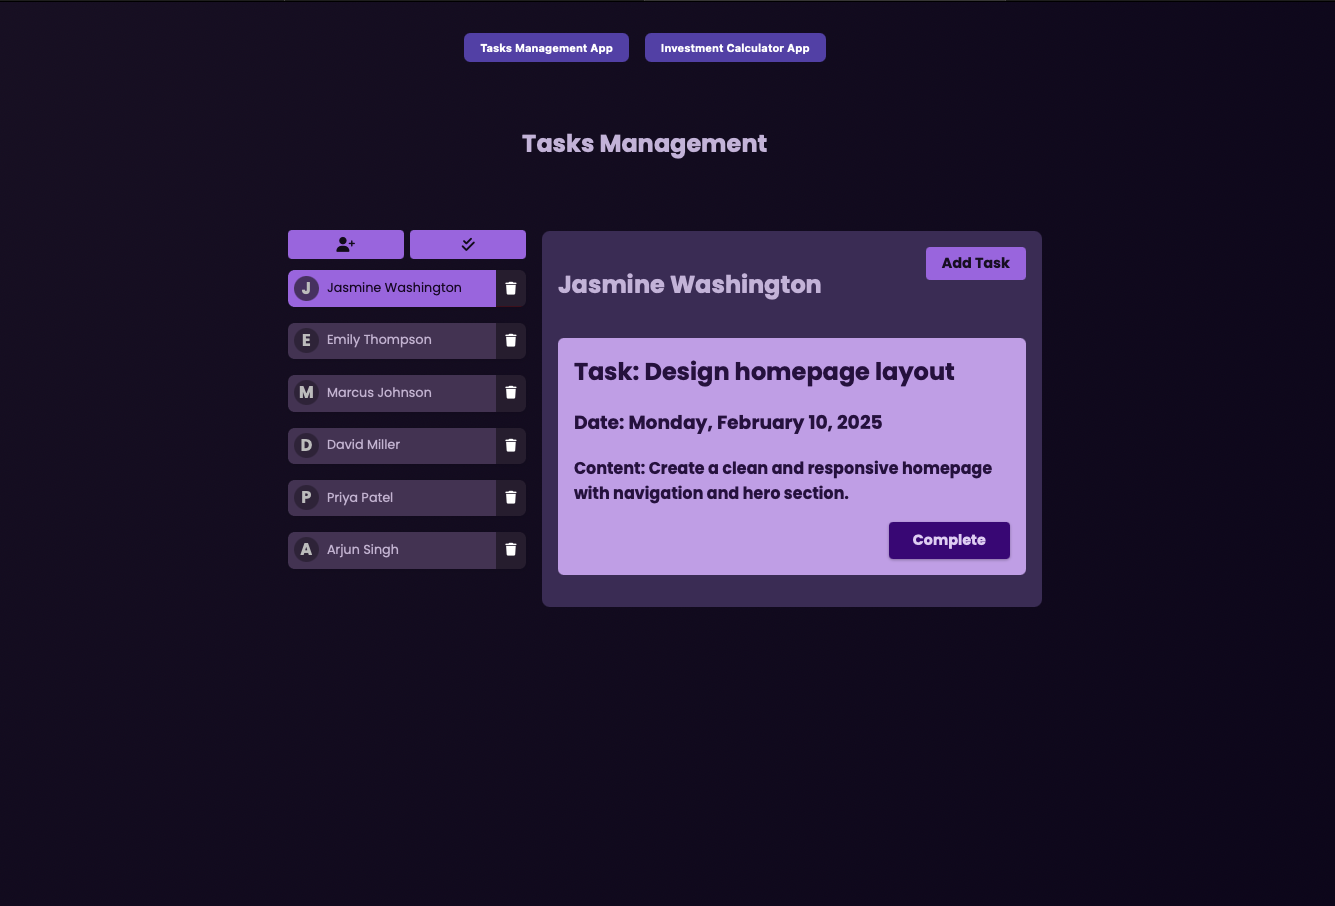 Tasks Management App
Investment Calculator App
Tasks Management
J Jasmine Washington
E Emily Thompson
M Marcus Johnson
D David Miller
P Priya Patel
A Arjun Singh
Add Task
Jasmine Washington
Task: Design homepage layout
Date: Monday, February 10, 2025
Content: Create a clean and responsive homepage
with navigation and hero section.
Complete